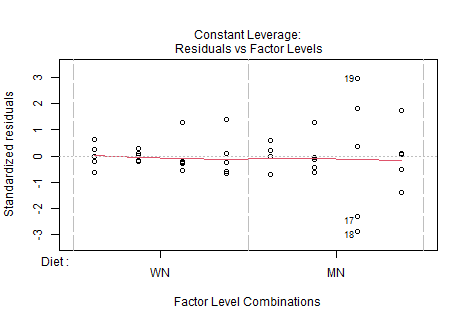 Constant Leverage:
Residuals vs Factor Levels
Standardized residuals
3
2
1
0
-1
-2
-3
19
17
18
Diet :
WN
MN
Factor Level Combinations